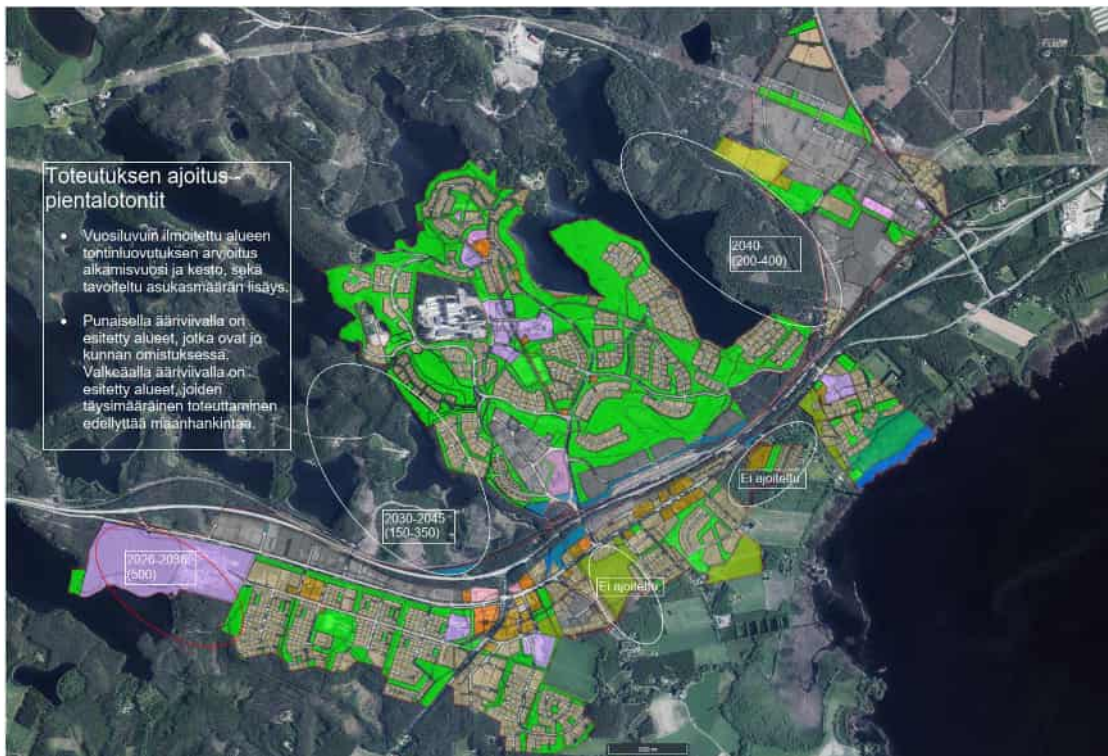 Toteutuksen ajoitus -
pientalotontit
• Vuosiluvuin ilmoitettu alueen
tontinluovutuksen arvioitus
alkamisvuosi ja kesto, sekä
tavoiteltu asukasmäärän lisäys.
• Punaisella ääriviivalla on
esitetty alueet, jotka ovat jo
kunnan omistuksessa.
Valkealla ääriviivalla on
esitetty alueet, joiden
täysimääräinen toteuttaminen
edellyttää maanhankintaa.
2040
(200-400)
Ei ajoitettu
2030-2045
(150-350)
2026-2036
(500)
Ei ajoitettu